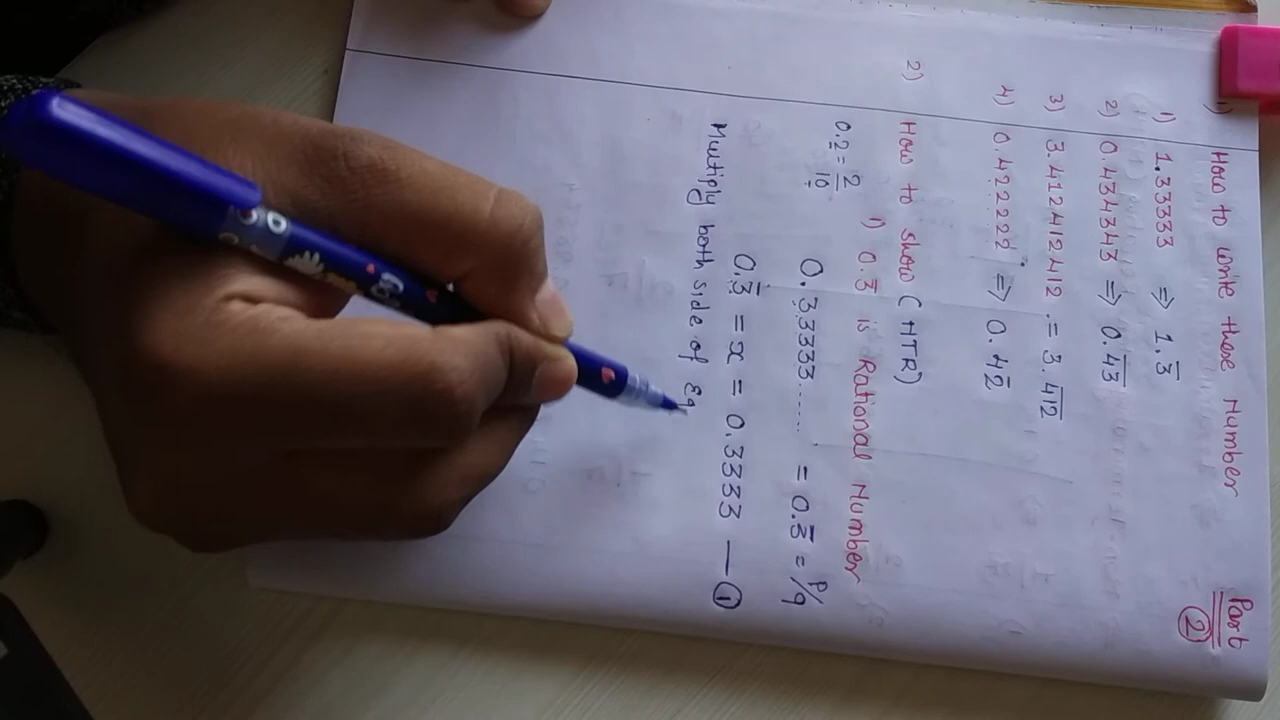 Part
②
1) How to write these Number
1) 1.33333 ⇒ 1.3̅
2) 0.434343 ⇒ 0.4̅3̅
3) 3.412412412 .= 3.4̅1̅2̅
4) 0.422222 ⇒ 0.42̅
2) How to show (HTR)
1) 0.3̅ is Rational Number
0.2 = 2/10
0.33333...... = 0.3̅ = p/q
0.3̅ = x = 0.3333 — ①
Multiply both side of Eq